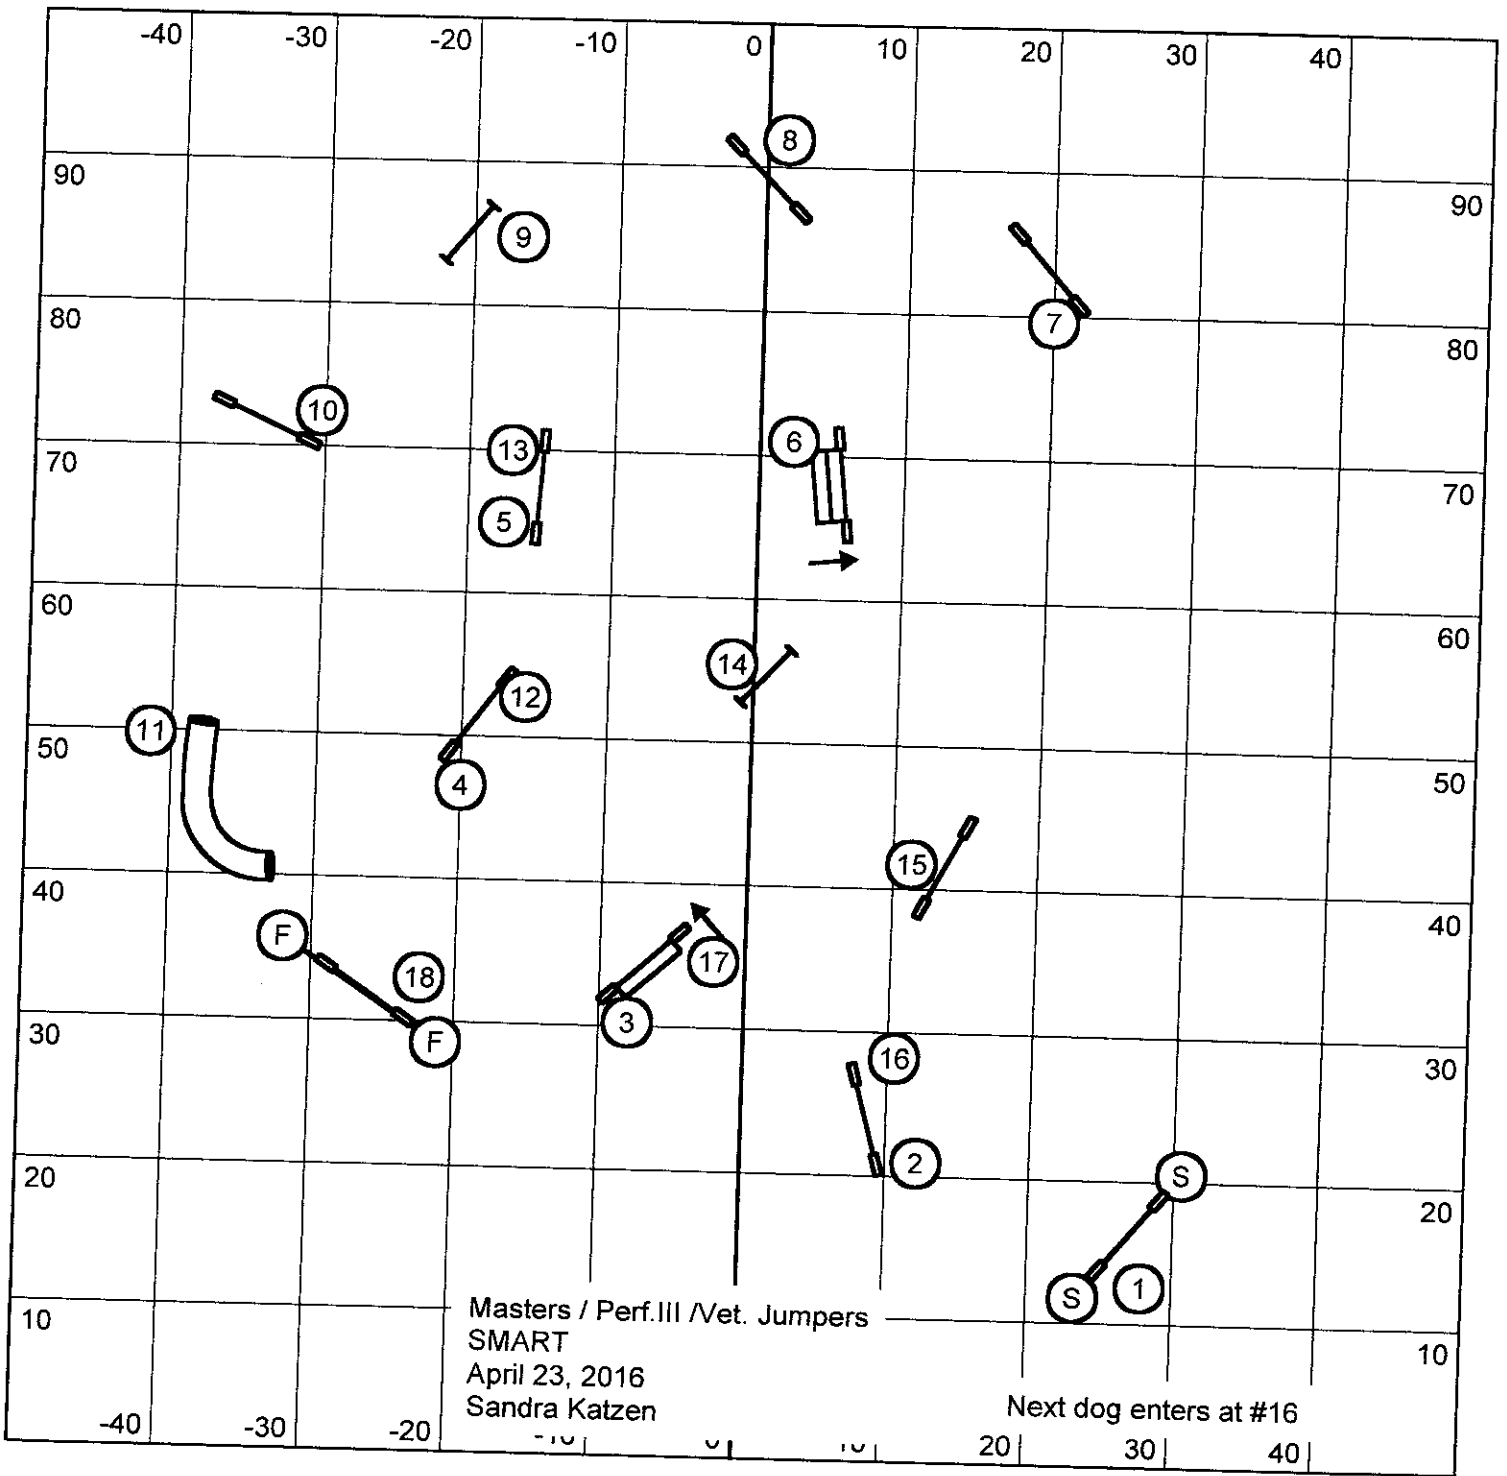 -40 -30 -20 -10 0 10 20 30 40
8
90 90
9
7
80 80
10
13 6
70 70
5
60 60
14
12
11
50 50
4
15
40 40
F
18 17
3
F
30 30
16
2
S
20 20
1
S
Masters / Perf.III /Vet. Jumpers
10 10
SMART
April 23, 2016
Sandra Katzen Next dog enters at #16
-40 -30 -20 -10 0 10 20 30 40